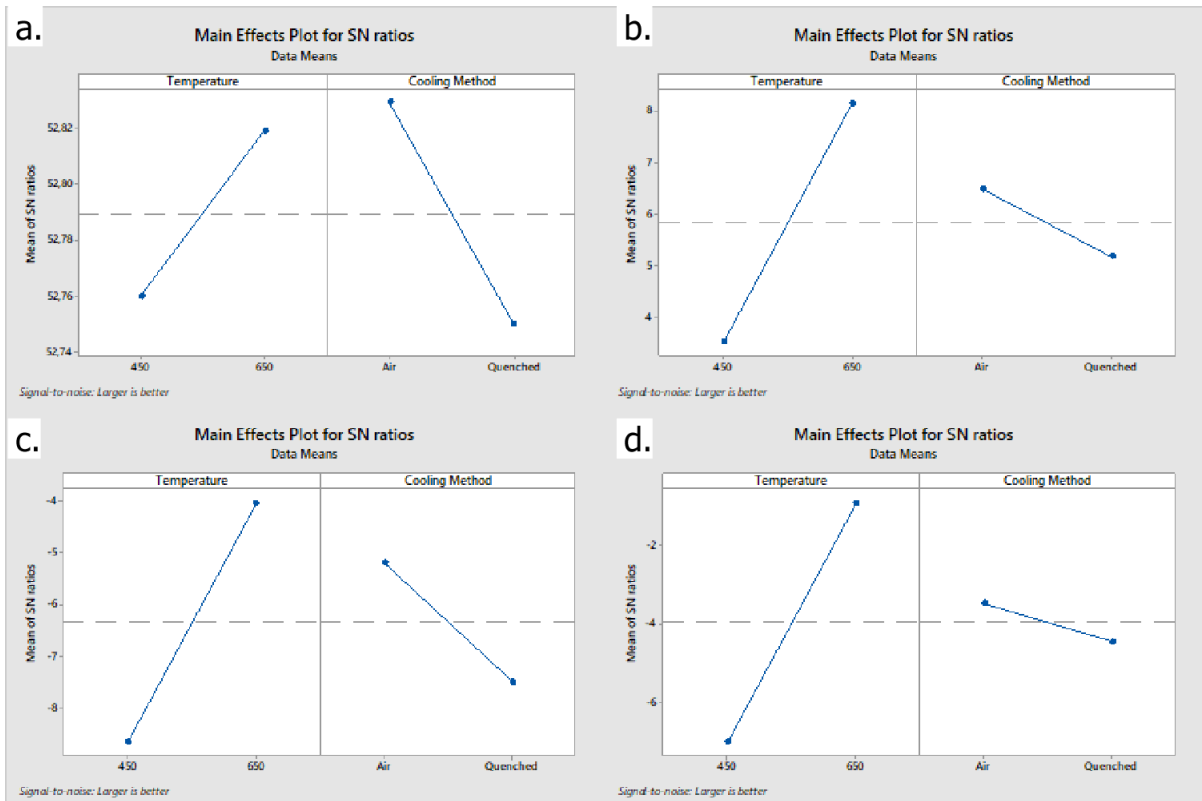 a.
Main Effects Plot for SN ratios
Data Means
Temperature Cooling Method
Mean of SN ratios
52,82
52,80
52,78
52,76
52,74
450 650 Air Quenched
Signal-to-noise: Larger is better
b.
Main Effects Plot for SN ratios
Data Means
Temperature Cooling Method
Mean of SN ratios
8
7
6
5
4
450 650 Air Quenched
Signal-to-noise: Larger is better
c.
Main Effects Plot for SN ratios
Data Means
Temperature Cooling Method
Mean of SN ratios
-4
-5
-6
-7
-8
450 650 Air Quenched
Signal-to-noise: Larger is better
d.
Main Effects Plot for SN ratios
Data Means
Temperature Cooling Method
Mean of SN ratios
-2
-4
-6
450 650 Air Quenched
Signal-to-noise: Larger is better